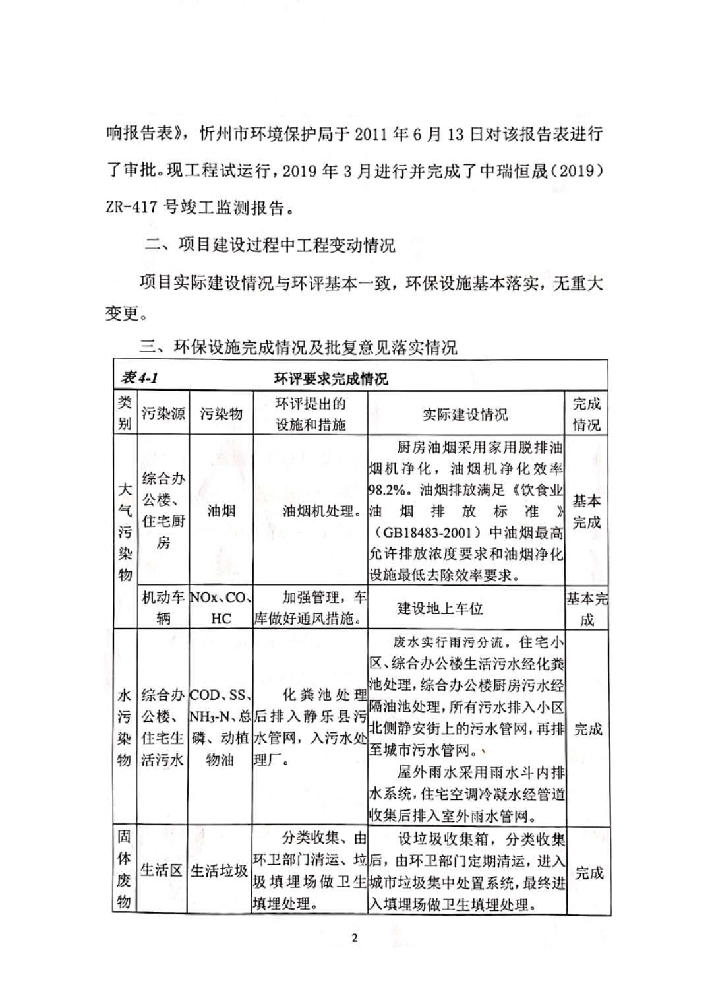 响报告表》，忻州市环境保护局于 2011 年 6 月 13 日对该报告表进行
了审批。现工程试运行，2019 年 3 月进行并完成了中瑞恒晟（2019）
ZR-417 号竣工监测报告。
二、项目建设过程中工程变动情况
项目实际建设情况与环评基本一致，环保设施基本落实，无重大
变更。
三、环保设施完成情况及批复意见落实情况
表 4-1 环评要求完成情况
类别 污染源 污染物 环评提出的设施和措施 实际建设情况 完成情况
大气污染物
综合办
公楼、
住宅厨
房
油烟
油烟机处理。
厨房油烟采用家用脱排油
烟机净化，油烟机净化效率
98.2%。油烟排放满足《饮食业
油烟排放标准》
（GB18483-2001）中油烟最高
允许排放浓度要求和油烟净化
设施最低去除效率要求。
基本
完成
机动车
辆
NOx、CO、
HC
加强管理，车
库做好通风措施。
建设地上车位
基本完
成
水污染物
综合办
公楼、
住宅生
活污水
COD、SS、
NH3-N、总
磷、动植
物油
化粪池处理
后排入静乐县污
水管网，入污水处
理厂。
废水实行雨污分流。住宅小
区、综合办公楼生活污水经化粪
池处理，综合办公楼厨房污水经
隔油池处理，所有污水排入小区
北侧静安街上的污水管网，再排
至城市污水管网。
屋外雨水采用雨水斗内排
水系统，住宅空调冷凝水经管道
收集后排入室外雨水管网。
完成
固体废物
生活区
生活垃圾
分类收集、由
环卫部门清运、垃
圾填埋场做卫生
填埋处理。
设垃圾收集箱，分类收集
后，由环卫部门定期清运，进入
城市垃圾集中处置系统，最终进
入填埋场做卫生填埋处理。
完成
2